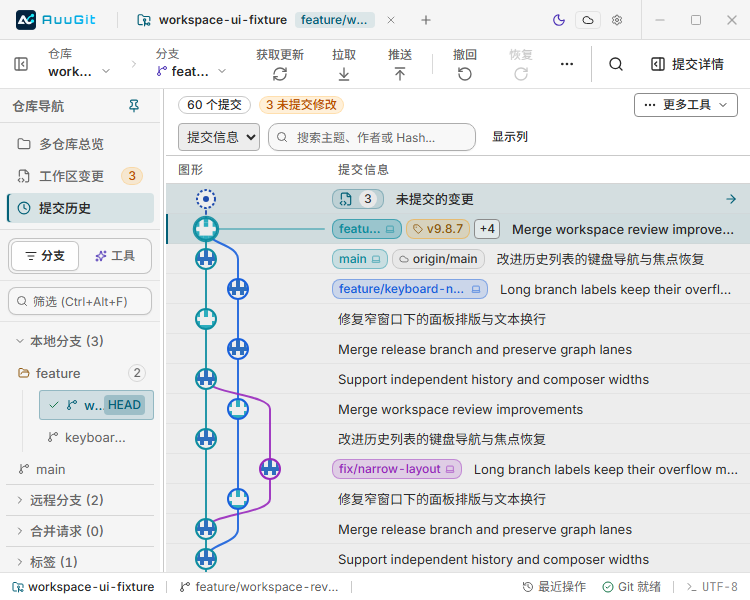 RuuGit
workspace-ui-fixture
feature/w...
仓库
work...
分支
feat...
获取更新
拉取
推送
撤回
恢复
提交详情
仓库导航
多仓库总览
工作区变更 3
提交历史
分支
工具
筛选 (Ctrl+Alt+F)
本地分支 (3)
feature 2
w... HEAD
keyboar...
main
远程分支 (2)
合并请求 (0)
标签 (1)
60 个提交
3 未提交修改
更多工具
提交信息
搜索主题、作者或 Hash...
显示列
图形
提交信息
3 未提交的变更
featu... v9.8.7 +4 Merge workspace review improve...
main origin/main 改进历史列表的键盘导航与焦点恢复
feature/keyboard-n... Long branch labels keep their overfl...
修复窄窗口下的面板排版与文本换行
Merge release branch and preserve graph lanes
Support independent history and composer widths
Merge workspace review improvements
改进历史列表的键盘导航与焦点恢复
fix/narrow-layout Long branch labels keep their overflow m...
修复窄窗口下的面板排版与文本换行
Merge release branch and preserve graph lanes
Support independent history and composer widths
workspace-ui-fixture
feature/workspace-rev...
最近操作
Git 就绪
UTF-8